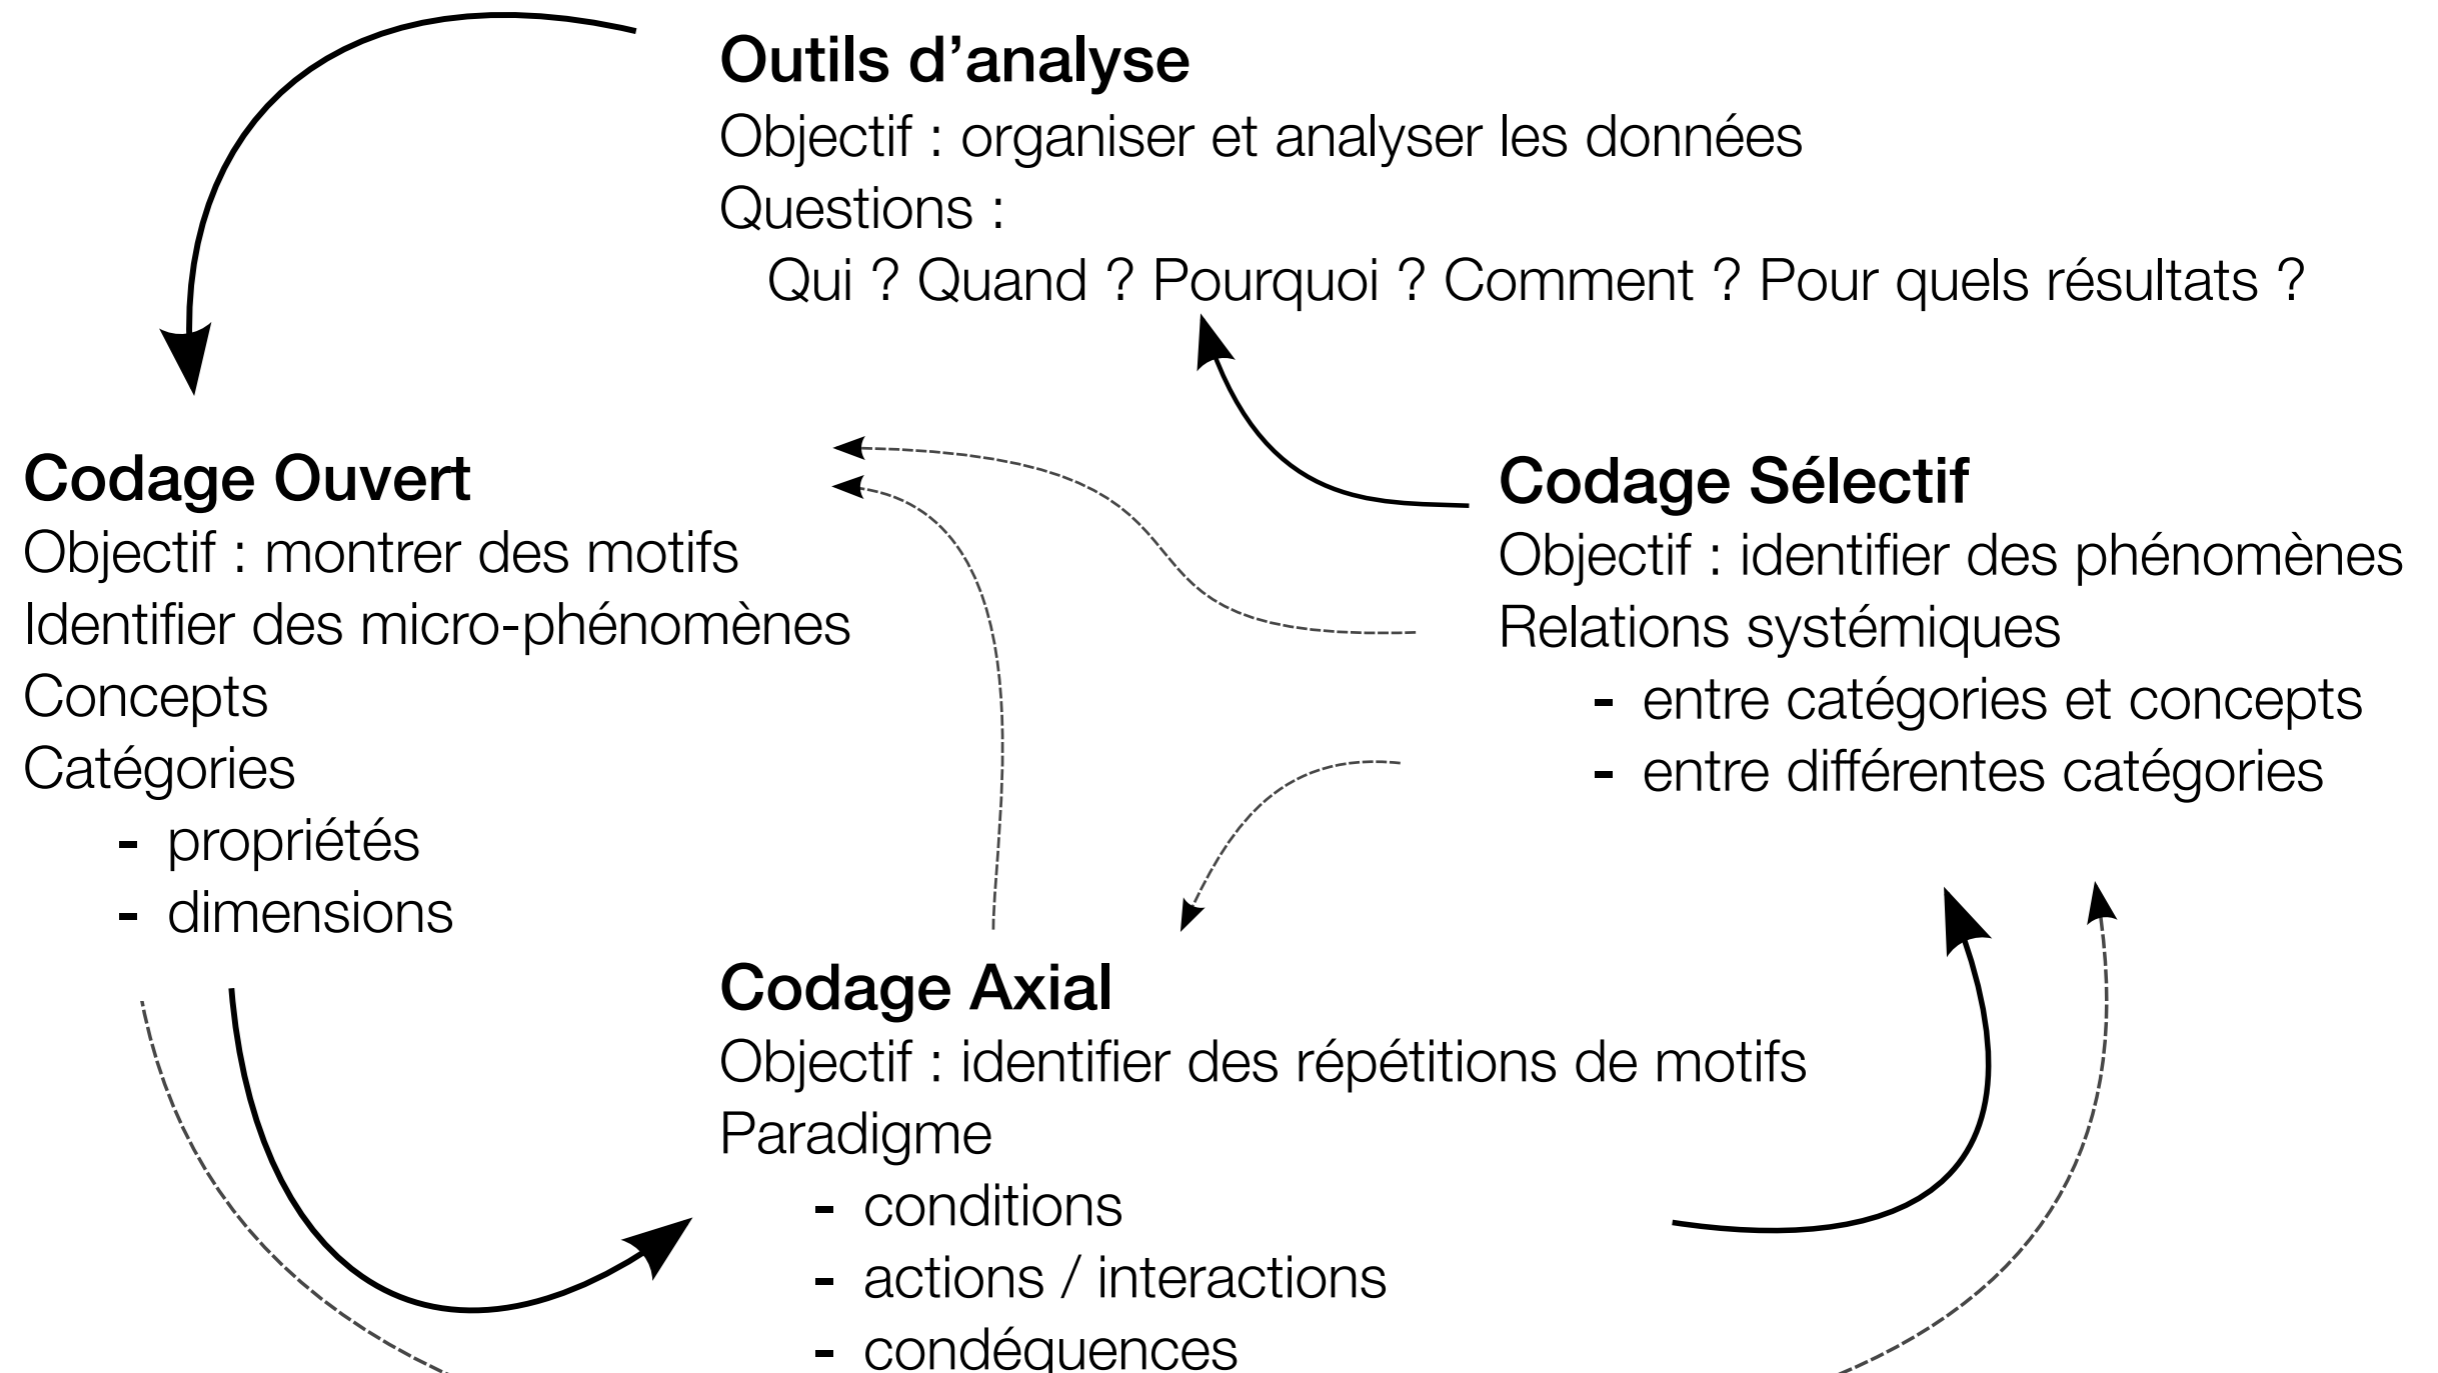 Outils d’analyse
Objectif : organiser et analyser les données
Questions :
Qui ? Quand ? Pourquoi ? Comment ? Pour quels résultats ?
Codage Ouvert
Objectif : montrer des motifs
Identifier des micro-phénomènes
Concepts
Catégories
- propriétés
- dimensions
Codage Sélectif
Objectif : identifier des phénomènes
Relations systémiques
- entre catégories et concepts
- entre différentes catégories
Codage Axial
Objectif : identifier des répétitions de motifs
Paradigme
- conditions
- actions / interactions
- condéquences